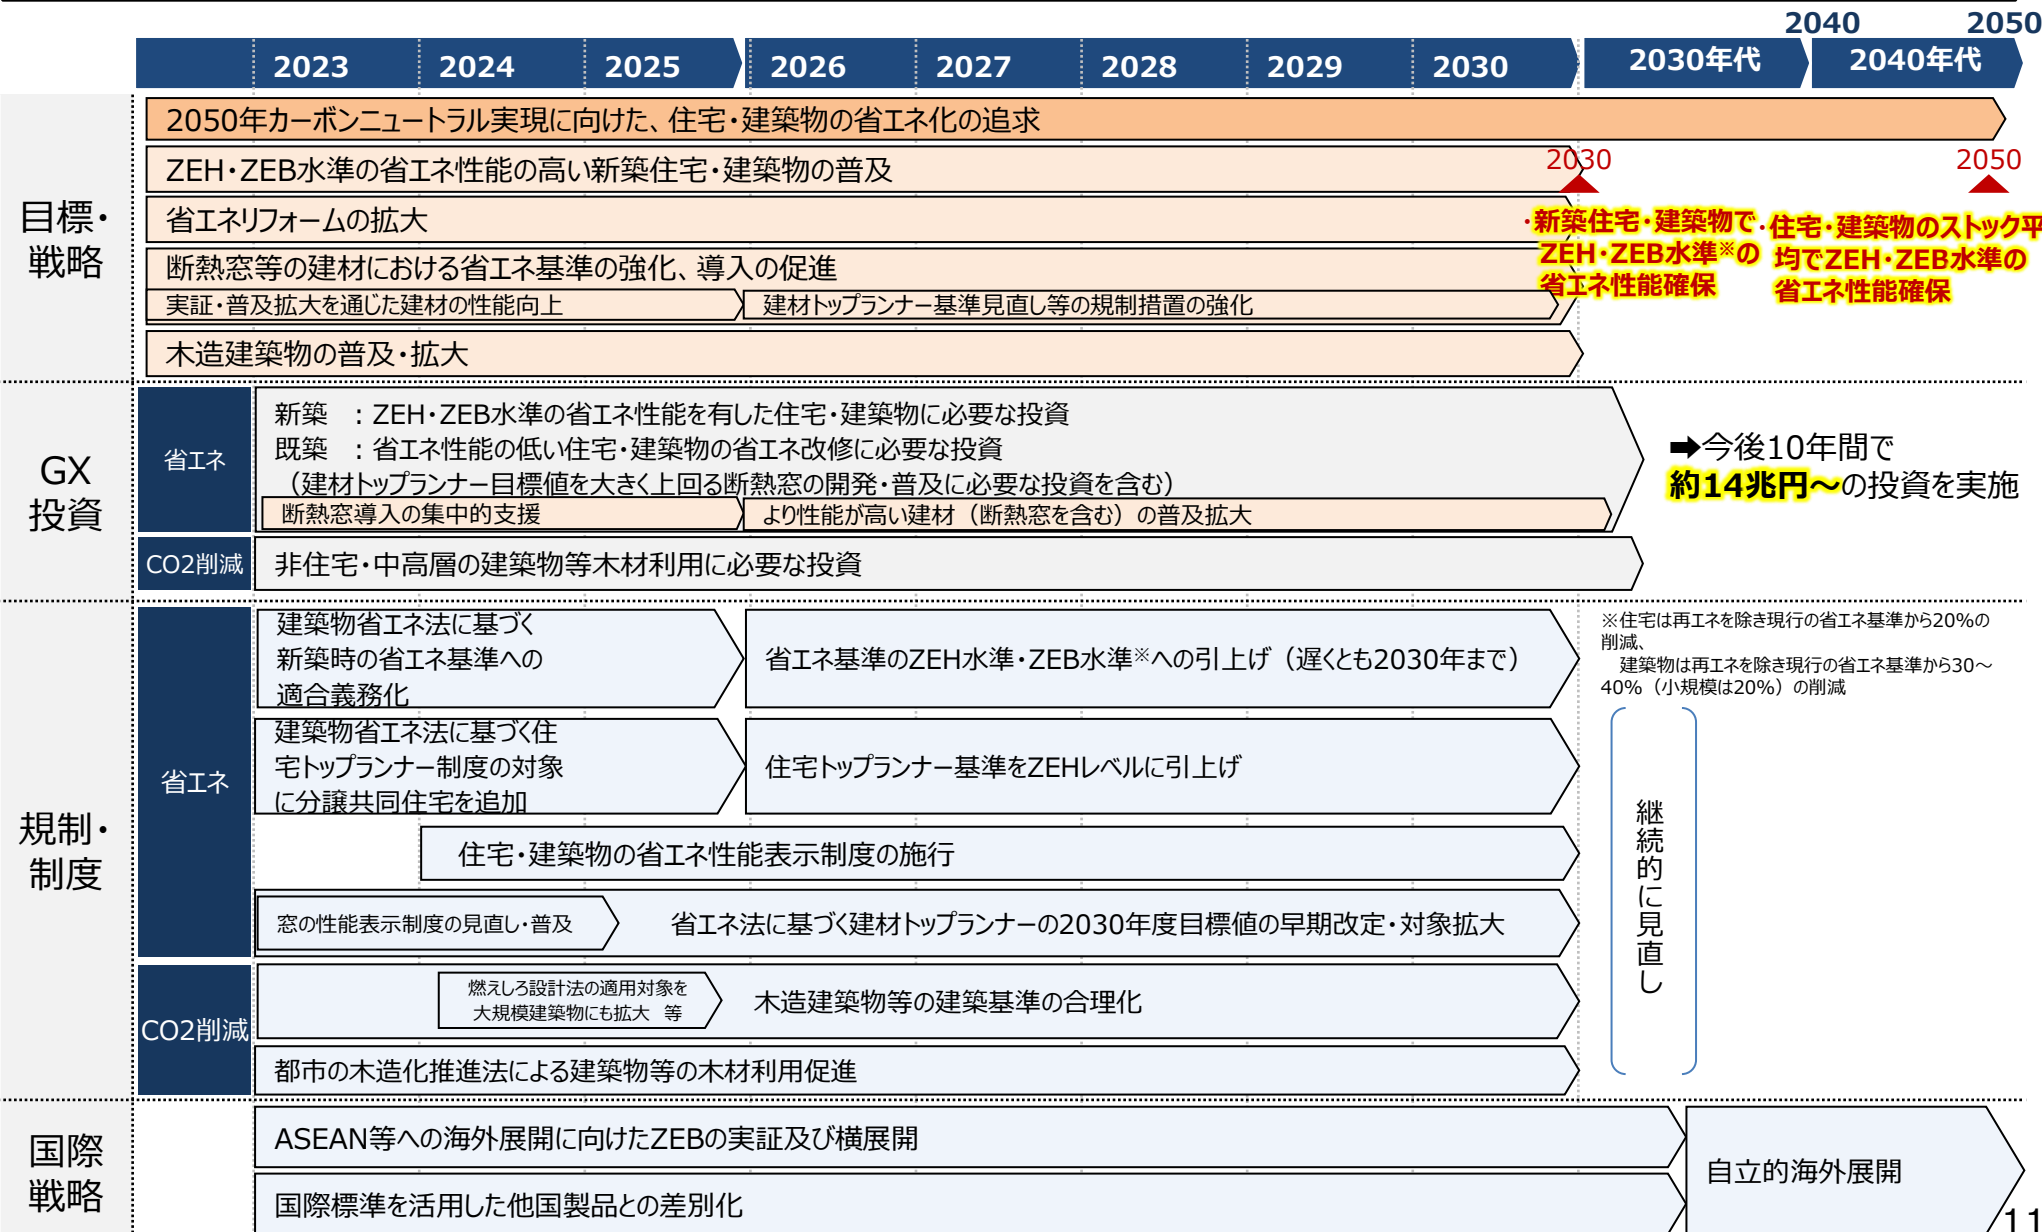 2040 2050
2023 2024 2025 2026 2027 2028 2029 2030 2030年代 2040年代
目標・
戦略
2050年カーボンニュートラル実現に向けた、住宅・建築物の省エネ化の追求
ZEH・ZEB水準の省エネ性能の高い新築住宅・建築物の普及
省エネリフォームの拡大
断熱窓等の建材における省エネ基準の強化、導入の促進
実証・普及拡大を通じた建材の性能向上
建材トップランナー基準見直し等の規制措置の強化
木造建築物の普及・拡大
2030
・新築住宅・建築物で
ZEH・ZEB水準※の
省エネ性能確保
2050
・住宅・建築物のストック平
均でZEH・ZEB水準の
省エネ性能確保
GX
投資
省エネ
新築 ：ZEH・ZEB水準の省エネ性能を有した住宅・建築物に必要な投資
既築 ：省エネ性能の低い住宅・建築物の省エネ改修に必要な投資
（建材トップランナー目標値を大きく上回る断熱窓の開発・普及に必要な投資を含む）
断熱窓導入の集中的支援
より性能が高い建材（断熱窓を含む）の普及拡大
➡今後10年間で
約14兆円～の投資を実施
CO2削減
非住宅・中高層の建築物等木材利用に必要な投資
規制・
制度
省エネ
建築物省エネ法に基づく
新築時の省エネ基準への
適合義務化
省エネ基準のZEH水準・ZEB水準※への引上げ（遅くとも2030年まで）
※住宅は再エネを除き現行の省エネ基準から20%の
削減、
建築物は再エネを除き現行の省エネ基準から30～
40%（小規模は20%）の削減
建築物省エネ法に基づく住
宅トップランナー制度の対象
に分譲共同住宅を追加
住宅トップランナー基準をZEHレベルに引上げ
住宅・建築物の省エネ性能表示制度の施行
窓の性能表示制度の見直し・普及
省エネ法に基づく建材トップランナーの2030年度目標値の早期改定・対象拡大
継続的に見直し
CO2削減
燃えしろ設計法の適用対象を
大規模建築物にも拡大 等
木造建築物等の建築基準の合理化
都市の木造化推進法による建築物等の木材利用促進
国際
戦略
ASEAN等への海外展開に向けたZEBの実証及び横展開
国際標準を活用した他国製品との差別化
自立的海外展開
11